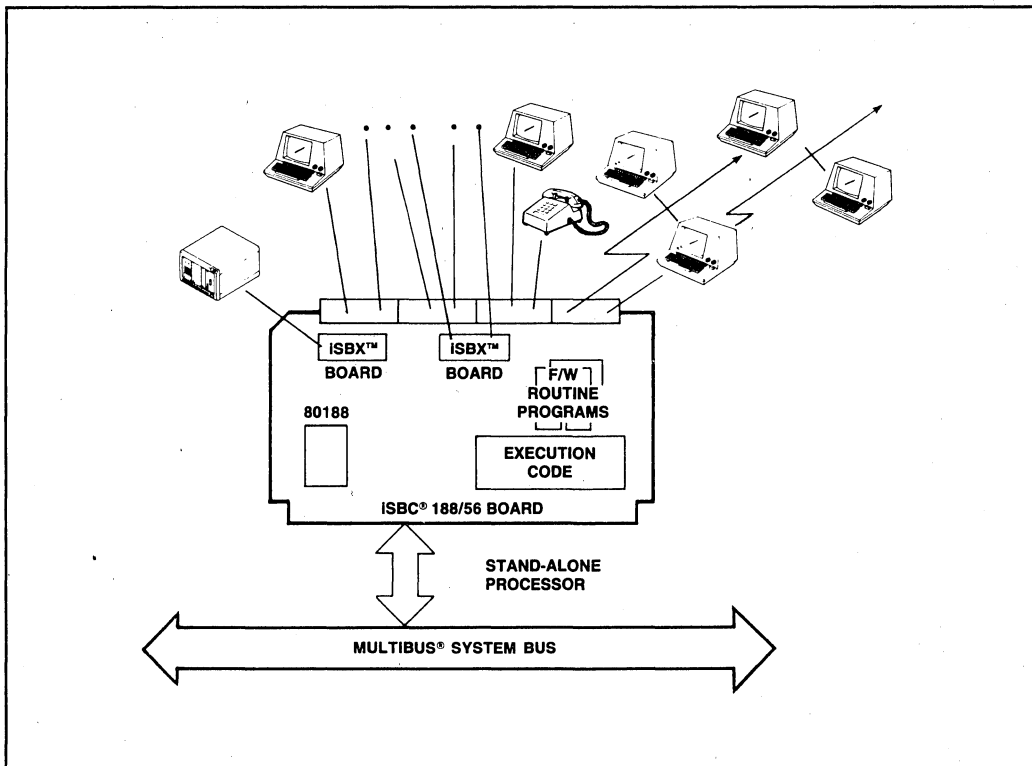 iSBX™
BOARD
iSBX™
BOARD
F/W
ROUTINE
PROGRAMS
80188
EXECUTION
CODE
iSBC® 188/56 BOARD
STAND-ALONE
PROCESSOR
MULTIBUS® SYSTEM BUS